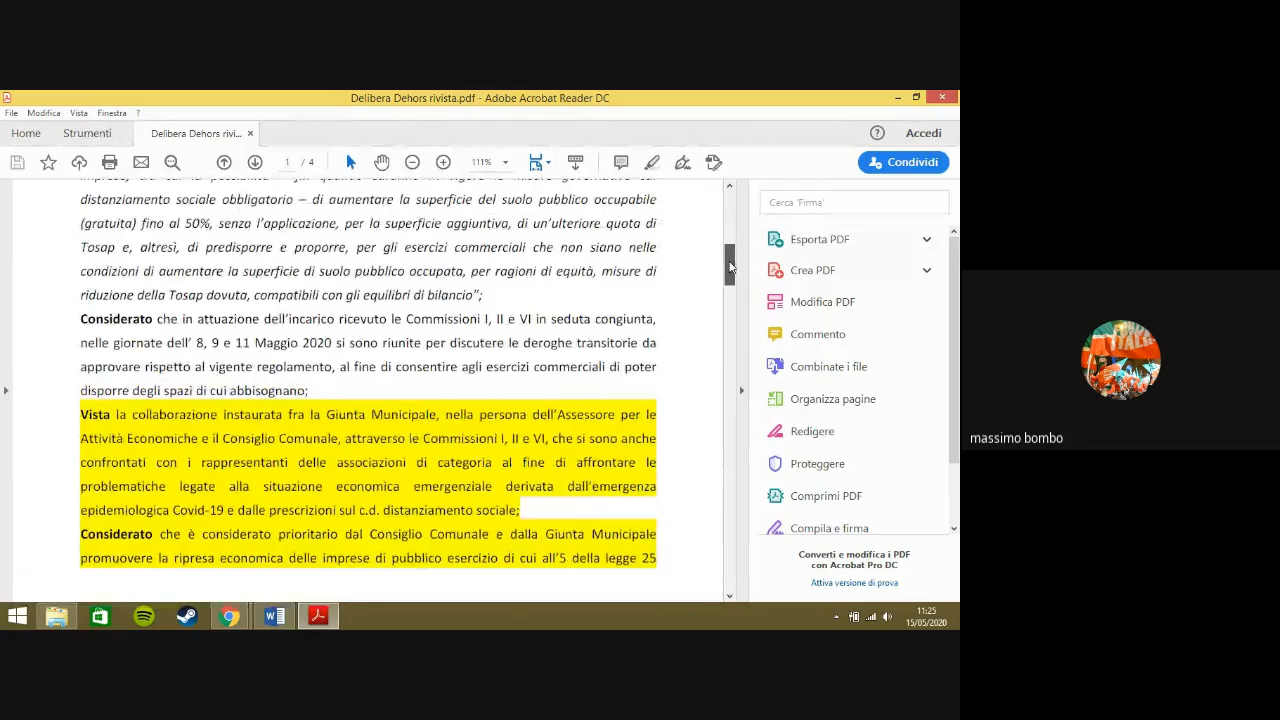 Delibera Dehors rivista.pdf - Adobe Acrobat Reader DC
File Modifica Vista Finestra ?
Home Strumenti Delibera Dehors rivi... × Accedi
1 / 4 111% Condividi
distanziamento sociale obbligatorio – di aumentare la superficie del suolo pubblico occupabile
(gratuita) fino al 50%, senza l’applicazione, per la superficie aggiuntiva, di un’ulteriore quota di
Tosap e, altresì, di predisporre e proporre, per gli esercizi commerciali che non siano nelle
condizioni di aumentare la superficie di suolo pubblico occupata, per ragioni di equità, misure di
riduzione della Tosap dovuta, compatibili con gli equilibri di bilancio”;
Considerato che in attuazione dell’incarico ricevuto le Commissioni I, II e VI in seduta congiunta,
nelle giornate dell’ 8, 9 e 11 Maggio 2020 si sono riunite per discutere le deroghe transitorie da
approvare rispetto al vigente regolamento, al fine di consentire agli esercizi commerciali di poter
disporre degli spazi di cui abbisognano;
Vista la collaborazione instaurata fra la Giunta Municipale, nella persona dell’Assessore per le
Attività Economiche e il Consiglio Comunale, attraverso le Commissioni I, II e VI, che si sono anche
confrontati con i rappresentanti delle associazioni di categoria al fine di affrontare le
problematiche legate alla situazione economica emergenziale derivata dall’emergenza
epidemiologica Covid-19 e dalle prescrizioni sul c.d. distanziamento sociale;
Considerato che è considerato prioritario dal Consiglio Comunale e dalla Giunta Municipale
promuovere la ripresa economica delle imprese di pubblico esercizio di cui all’5 della legge 25
Cerca 'Firma'
Esporta PDF
Crea PDF
Modifica PDF
Commento
Combinate i file
Organizza pagine
Redigere
Proteggere
Comprimi PDF
Compila e firma
Converti e modifica i PDF
con Acrobat Pro DC
Attiva versione di prova
11:25
15/05/2020
massimo bombo